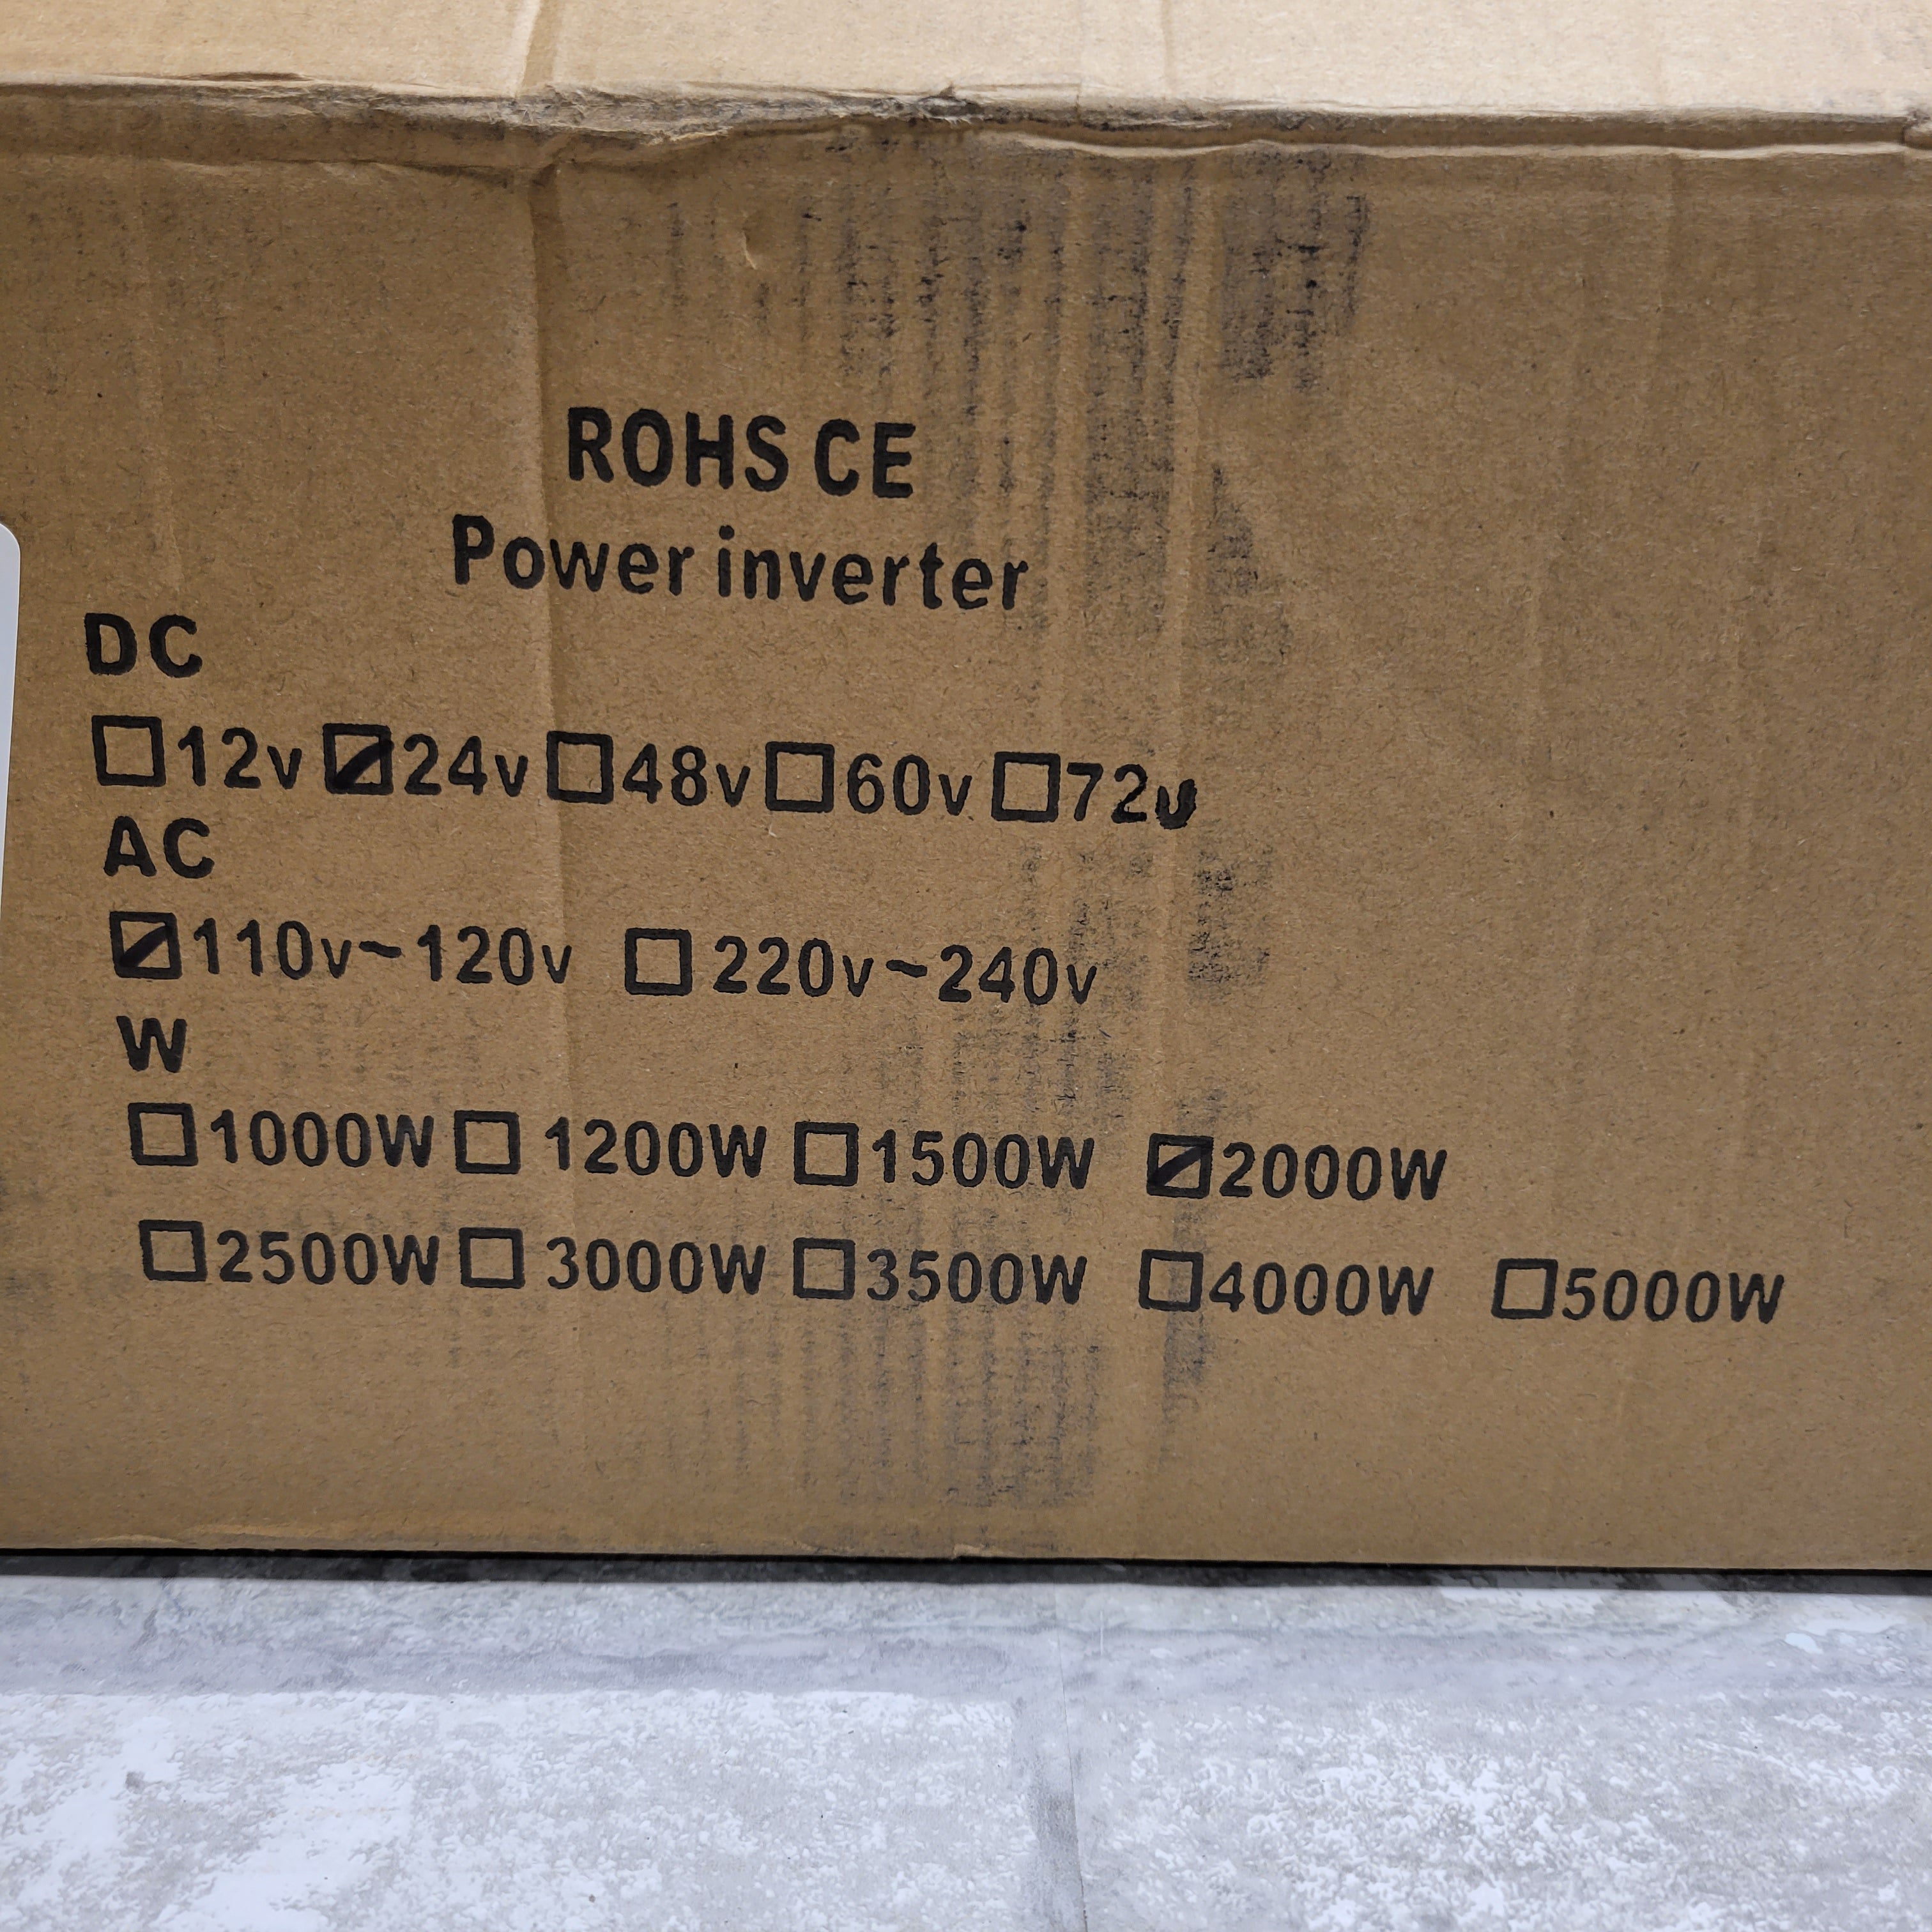 ROHS CE
Power inverter
DC
☐12v ☑24v ☐48v ☐60v ☐72v
AC
☑110v~120v ☐220v~240v
W
☐1000W ☐1200W ☐1500W ☑2000W
☐2500W ☐3000W ☐3500W ☐4000W ☐5000W